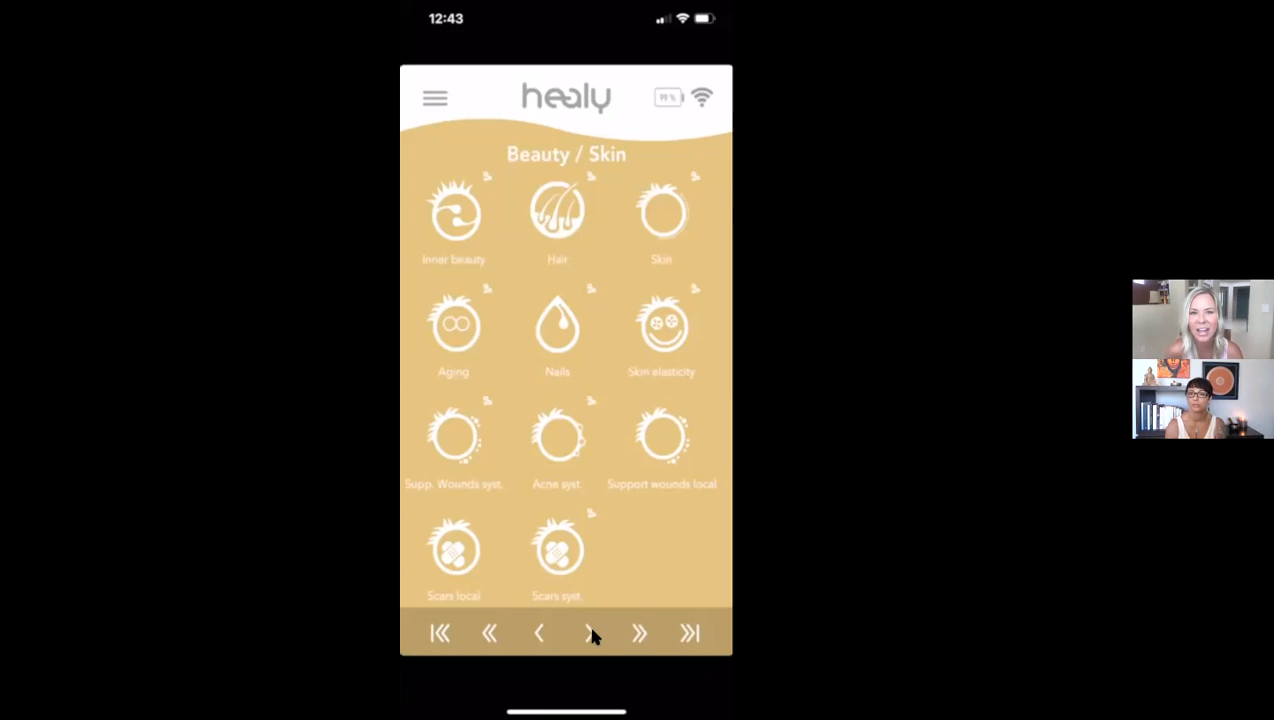 12:43
healy
99 %
Beauty / Skin
Inner beauty
Hair
Skin
Aging
Nails
Skin elasticity
Supp. Wounds syst.
Acne syst.
Support wounds local
Scars local
Scars syst.